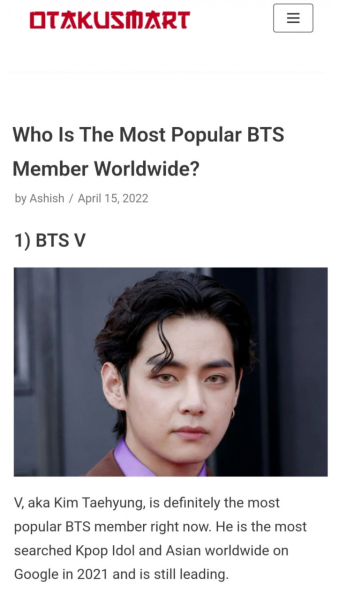 OTAKUSMART
Who Is The Most Popular BTS
Member Worldwide?
by Ashish / April 15, 2022
1) BTS V
V, aka Kim Taehyung, is definitely the most
popular BTS member right now. He is the most
searched Kpop Idol and Asian worldwide on
Google in 2021 and is still leading.